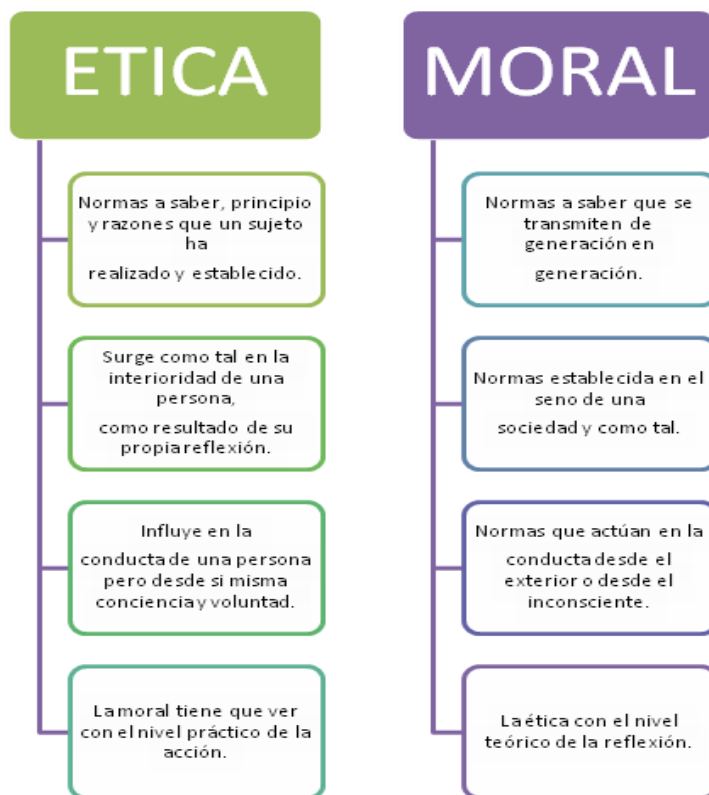 ETICA
Normas a saber, principio
y razones que un sujeto
ha
realizado y establecido.
Surge como tal en la
interioridad de una
persona,
como resultado de su
propia reflexión.
Influye en la
conducta de una persona
pero desde si misma
conciencia y voluntad.
La moral tiene que ver
con el nivel práctico de la
acción.
MORAL
Normas a saber que se
transmiten de
generación en
generación.
Normas establecida en el
seno de una
sociedad y como tal.
Normas que actúan en la
conducta desde el
exterior o desde el
inconsciente.
La ética con el nivel
teórico de la reflexión.